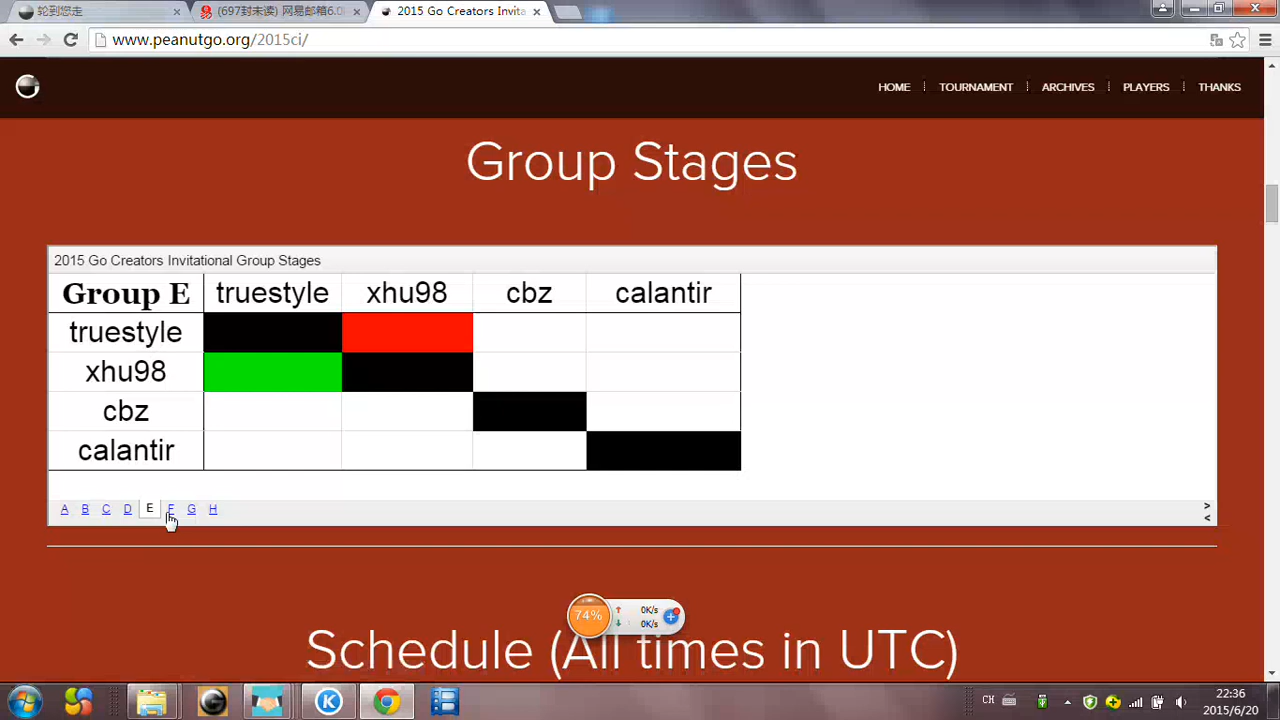 轮到您走
(697封未读) 网易邮箱6.0
2015 Go Creators Invita
www.peanutgo.org/2015ci/
HOME TOURNAMENT ARCHIVES PLAYERS THANKS
Group Stages
2015 Go Creators Invitational Group Stages
Group E truestyle xhu98 cbz calantir
truestyle
xhu98
cbz
calantir
A B C D E F G H
>
<
74% 0K/s
0K/s
Schedule (All times in UTC)
K
CH
22:36
2015/6/20